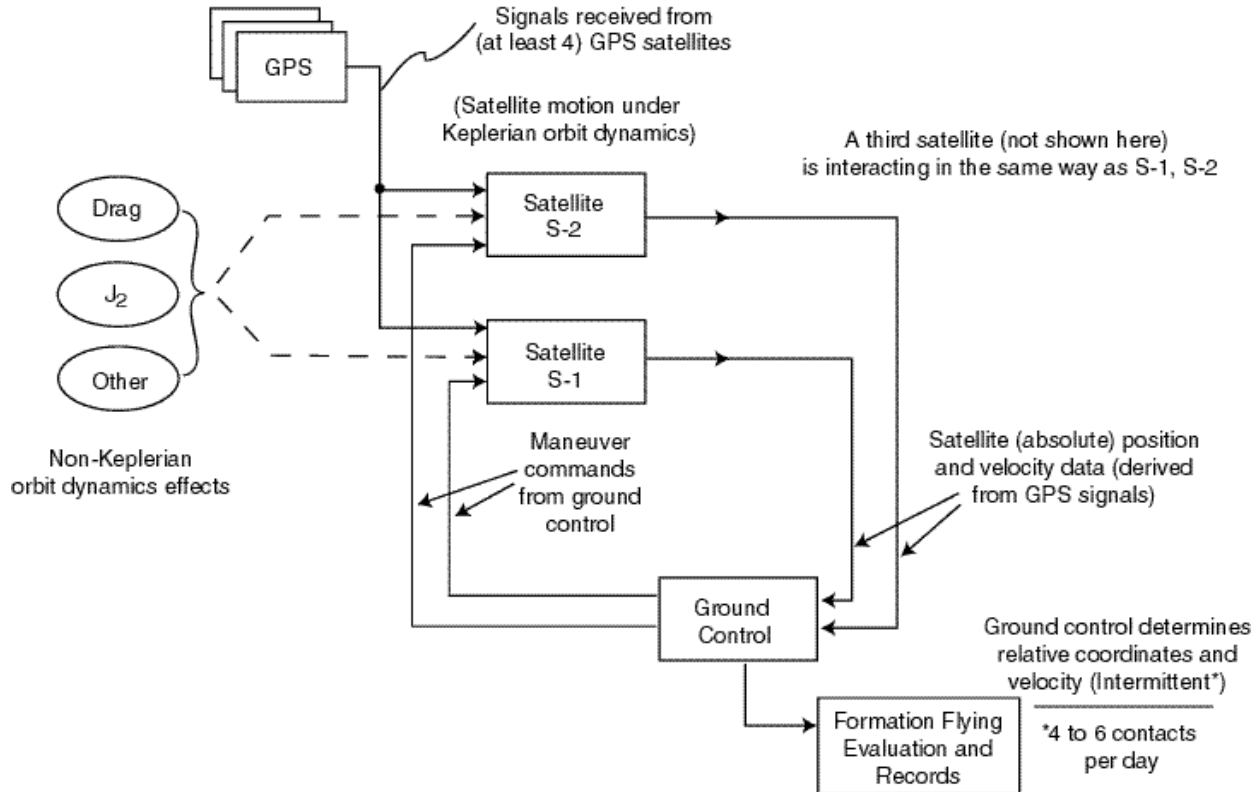 Signals received from
(at least 4) GPS satellites
GPS
(Satellite motion under
Keplerian orbit dynamics)
A third satellite (not shown here)
is interacting in the same way as S-1, S-2
Drag
J₂
Other
Non-Keplerian
orbit dynamics effects
Satellite
S-2
Satellite
S-1
Maneuver
commands
from ground
control
Satellite (absolute) position
and velocity data (derived
from GPS signals)
Ground
Control
Ground control determines
relative coordinates and
velocity (Intermittent*)
*4 to 6 contacts
per day
Formation Flying
Evaluation and
Records